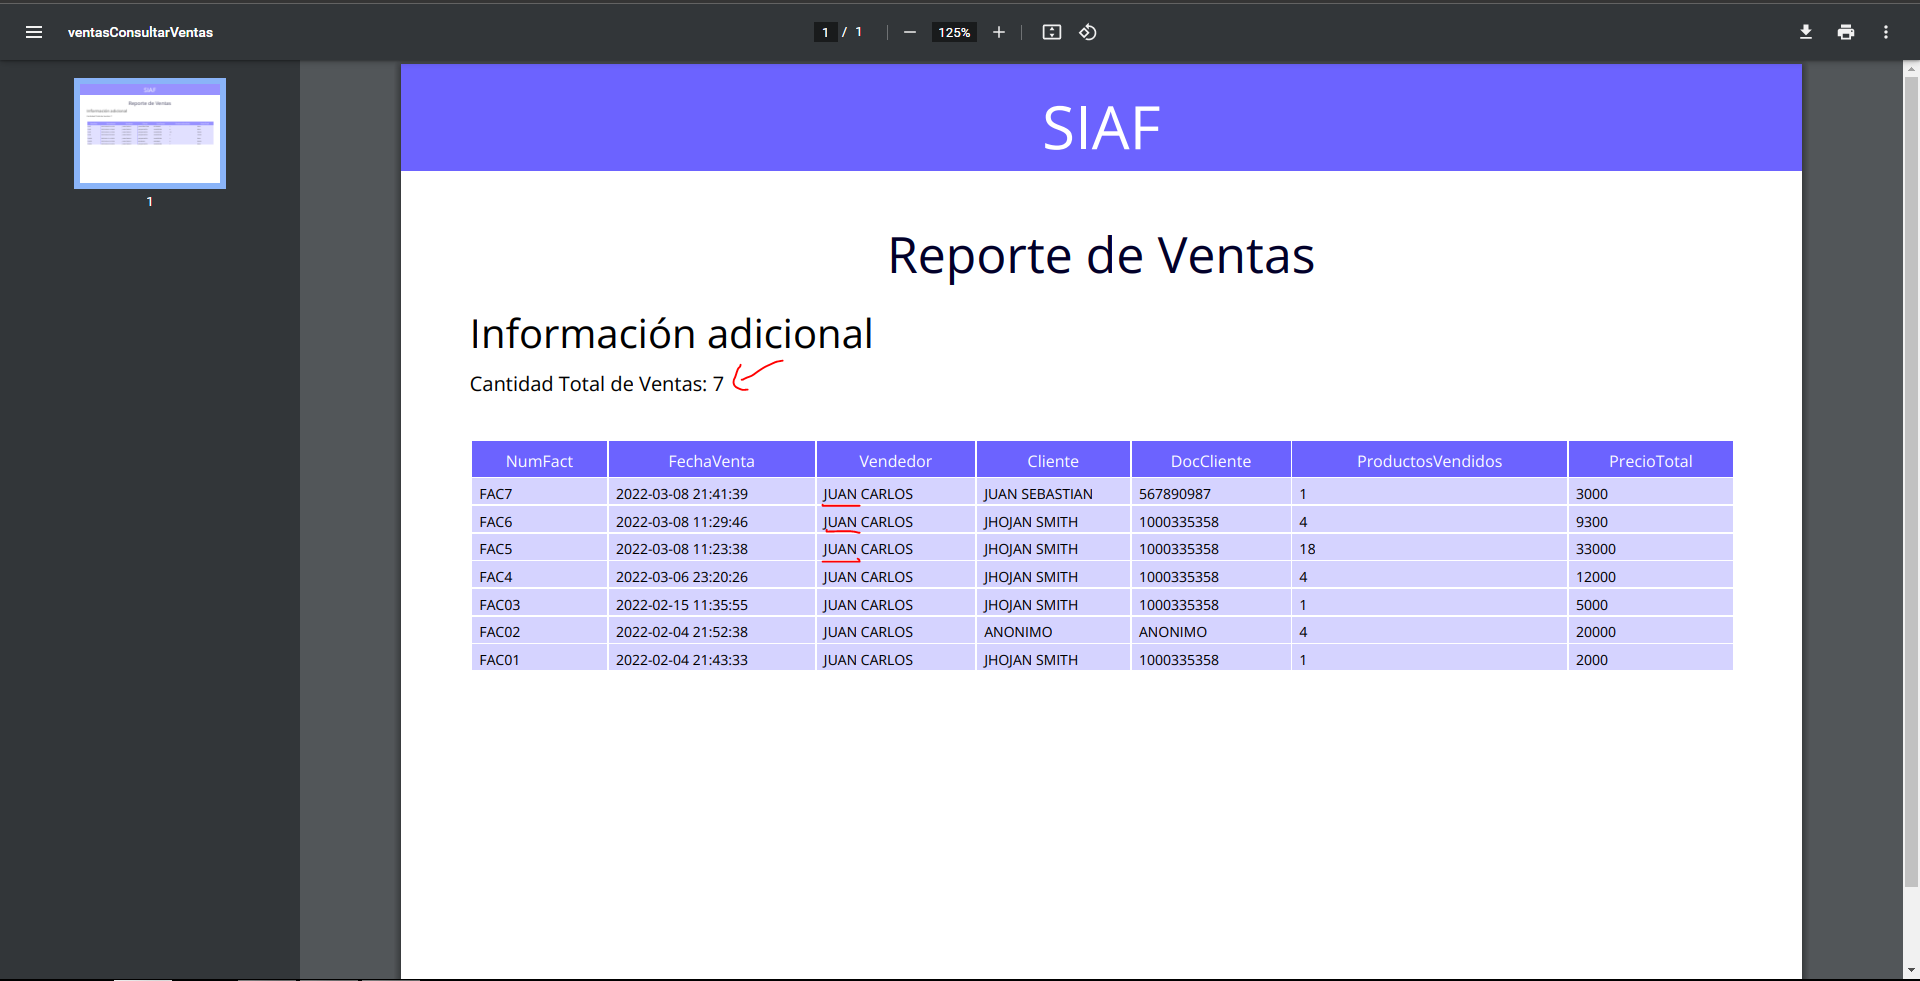 ventasConsultarVentas
1 / 1
125%
1
SIAF
Reporte de Ventas
Información adicional
Cantidad Total de Ventas: 7
NumFact FechaVenta Vendedor Cliente DocCliente ProductosVendidos PrecioTotal
FAC7 2022-03-08 21:41:39 JUAN CARLOS JUAN SEBASTIAN 567890987 1 3000
FAC6 2022-03-08 11:29:46 JUAN CARLOS JHOJAN SMITH 1000335358 4 9300
FAC5 2022-03-08 11:23:38 JUAN CARLOS JHOJAN SMITH 1000335358 18 33000
FAC4 2022-03-06 23:20:26 JUAN CARLOS JHOJAN SMITH 1000335358 4 12000
FAC03 2022-02-15 11:35:55 JUAN CARLOS JHOJAN SMITH 1000335358 1 5000
FAC02 2022-02-04 21:52:38 JUAN CARLOS ANONIMO ANONIMO 4 20000
FAC01 2022-02-04 21:43:33 JUAN CARLOS JHOJAN SMITH 1000335358 1 2000